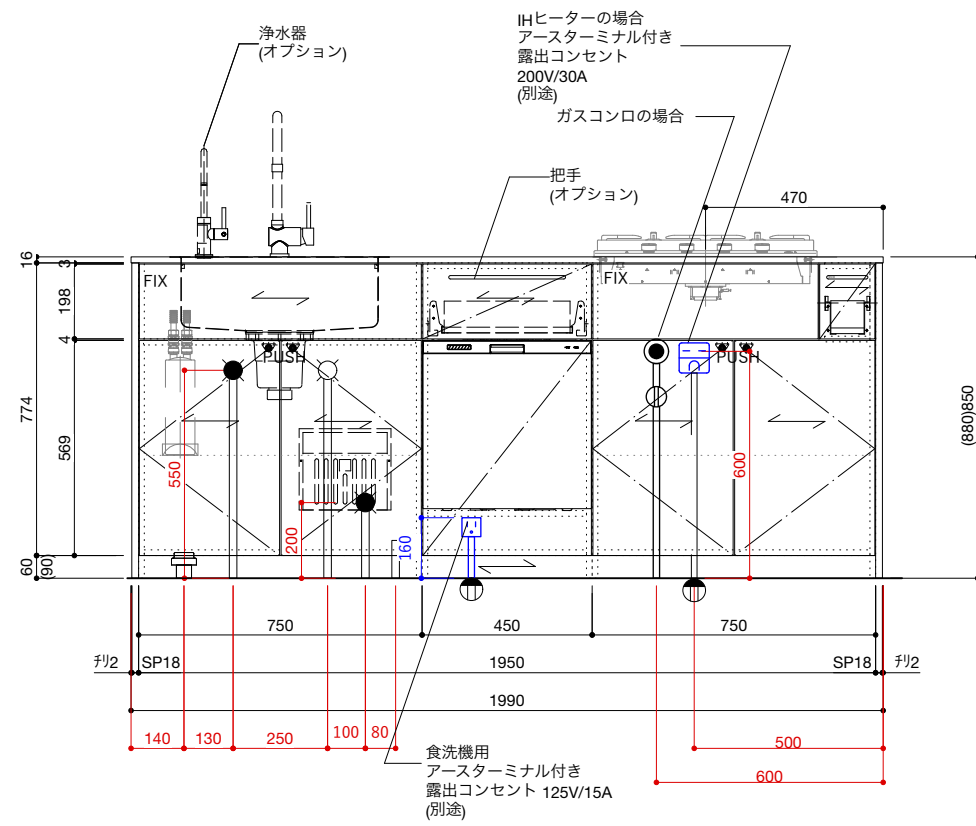 浄水器
(オプション)
IHヒーターの場合
アースターミナル付き
露出コンセント
200V/30A
(別途)
ガスコンロの場合
把手
(オプション)
470
16
3
FIX
FIX
198
4
PUSH
PUSH
774
569
550
600
(880)850
200
160
60
(90)
750
450
750
チリ2
SP18
1950
SP18
チリ2
1990
140
130
250
100
80
500
600
食洗機用
アースターミナル付き
露出コンセント 125V/15A
(別途)